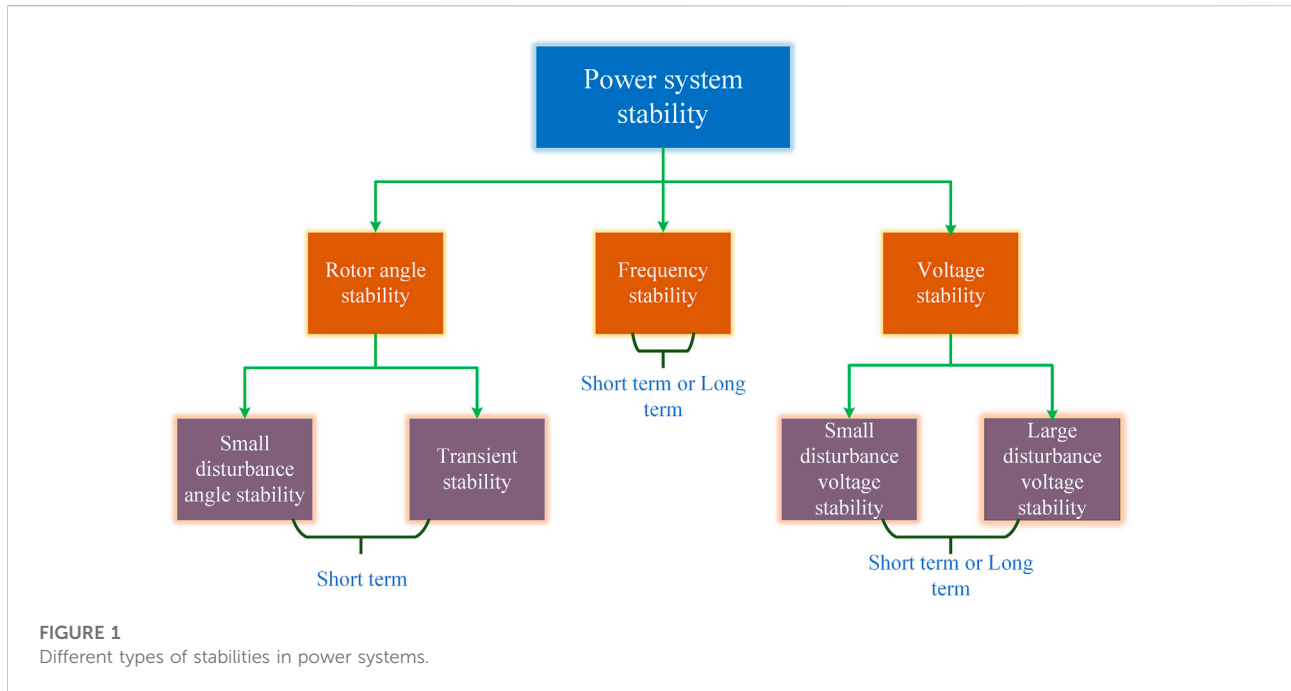 Power system
stability
Rotor angle
stability
Frequency
stability
Voltage
stability
Short term or Long
term
Small
disturbance
angle stability
Transient
stability
Small
disturbance
voltage
stability
Large
disturbance
voltage
stability
Short term
Short term or Long
term
FIGURE 1
Different types of stabilities in power systems.